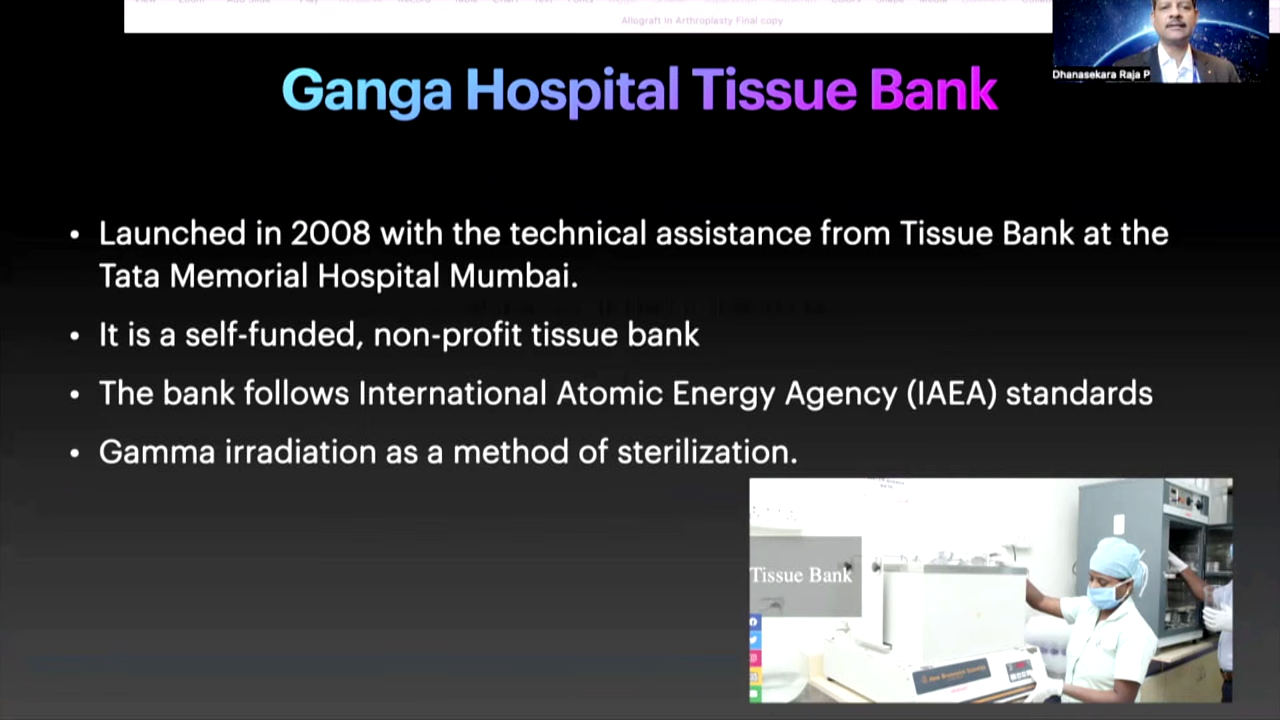 Allograft in Arthroplasty Final copy
Dhanasekara Raja P
Ganga Hospital Tissue Bank
• Launched in 2008 with the technical assistance from Tissue Bank at the
Tata Memorial Hospital Mumbai.
• It is a self-funded, non-profit tissue bank
• The bank follows International Atomic Energy Agency (IAEA) standards
• Gamma irradiation as a method of sterilization.
Tissue Bank